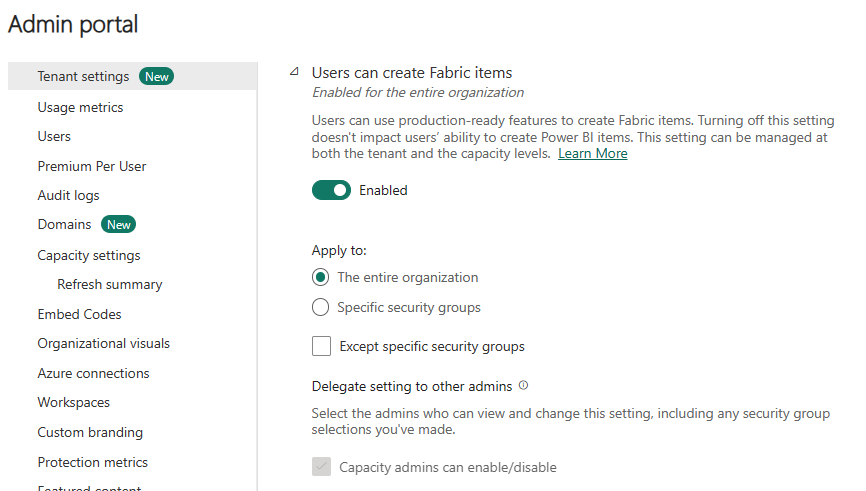 Admin portal
Tenant settings New
Usage metrics
Users
Premium Per User
Audit logs
Domains New
Capacity settings
Refresh summary
Embed Codes
Organizational visuals
Azure connections
Workspaces
Custom branding
Protection metrics
Featured content
Users can create Fabric items
Enabled for the entire organization
Users can use production-ready features to create Fabric items. Turning off this setting
doesn't impact users’ ability to create Power BI items. This setting can be managed at
both the tenant and the capacity levels. Learn More
Enabled
Apply to:
The entire organization
Specific security groups
Except specific security groups
Delegate setting to other admins
Select the admins who can view and change this setting, including any security group
selections you've made.
Capacity admins can enable/disable